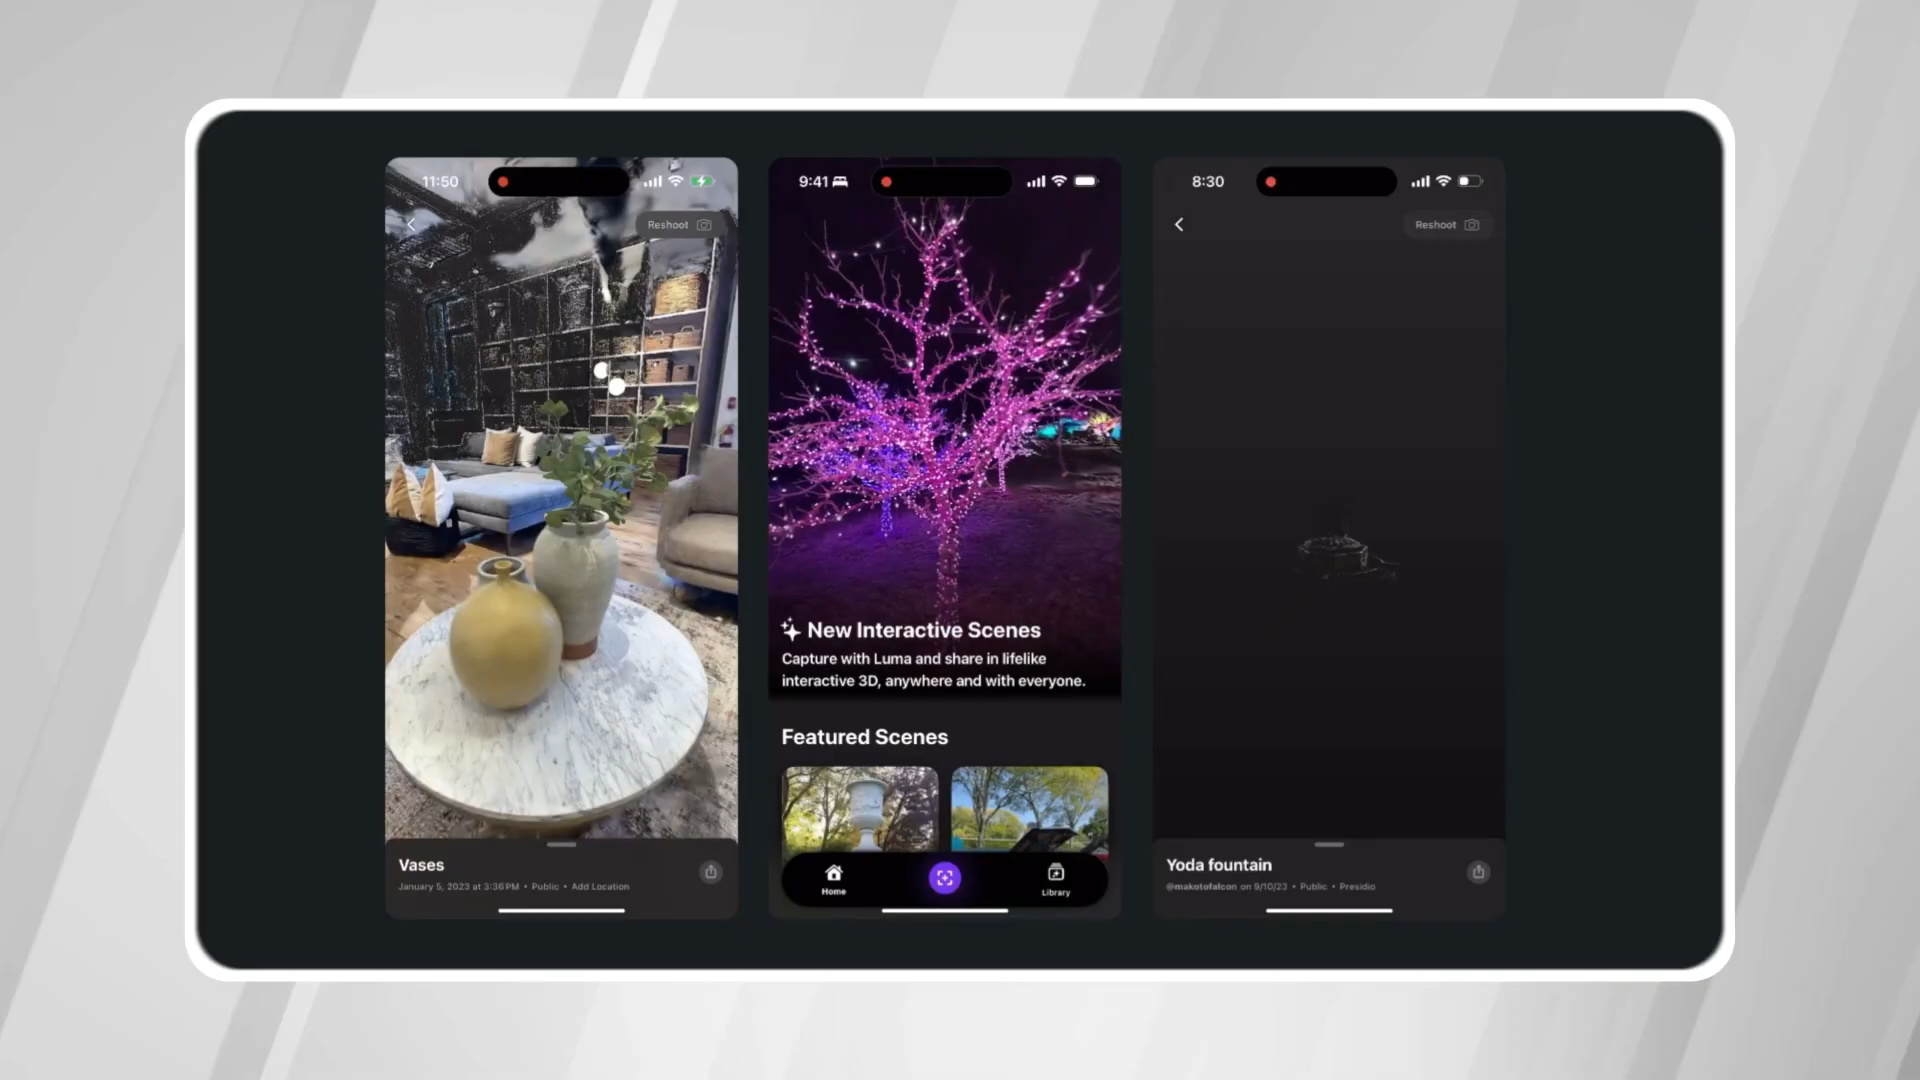 11:50
Reshoot
Vases
January 5, 2023 at 3:36 PM • Public • Add Location
9:41
New Interactive Scenes
Capture with Luma and share in lifelike
interactive 3D, anywhere and with everyone.
Featured Scenes
Home
Library
8:30
Reshoot
Yoda fountain
@makotofalcon on 9/10/23 • Public • Presidio